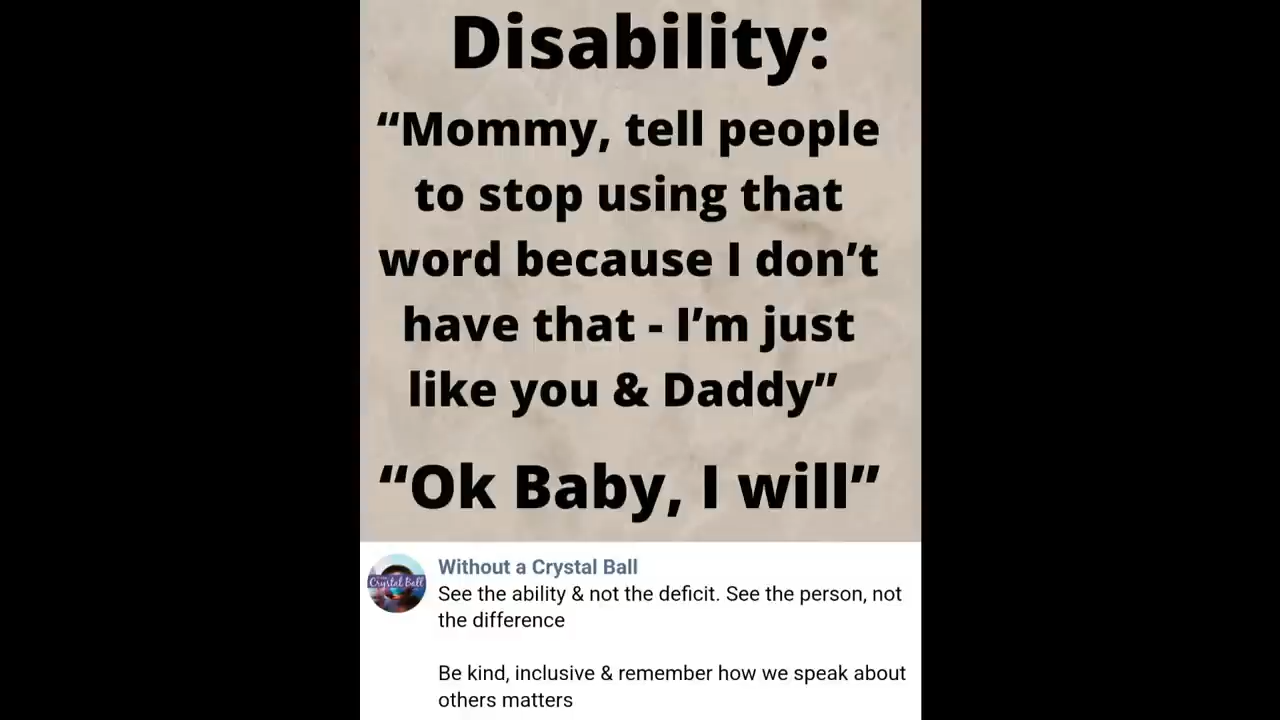 Disability:
“Mommy, tell people
to stop using that
word because I don’t
have that - I’m just
like you & Daddy”
“Ok Baby, I will”
Crystal Ball
Without a Crystal Ball
See the ability & not the deficit. See the person, not
the difference
Be kind, inclusive & remember how we speak about
others matters